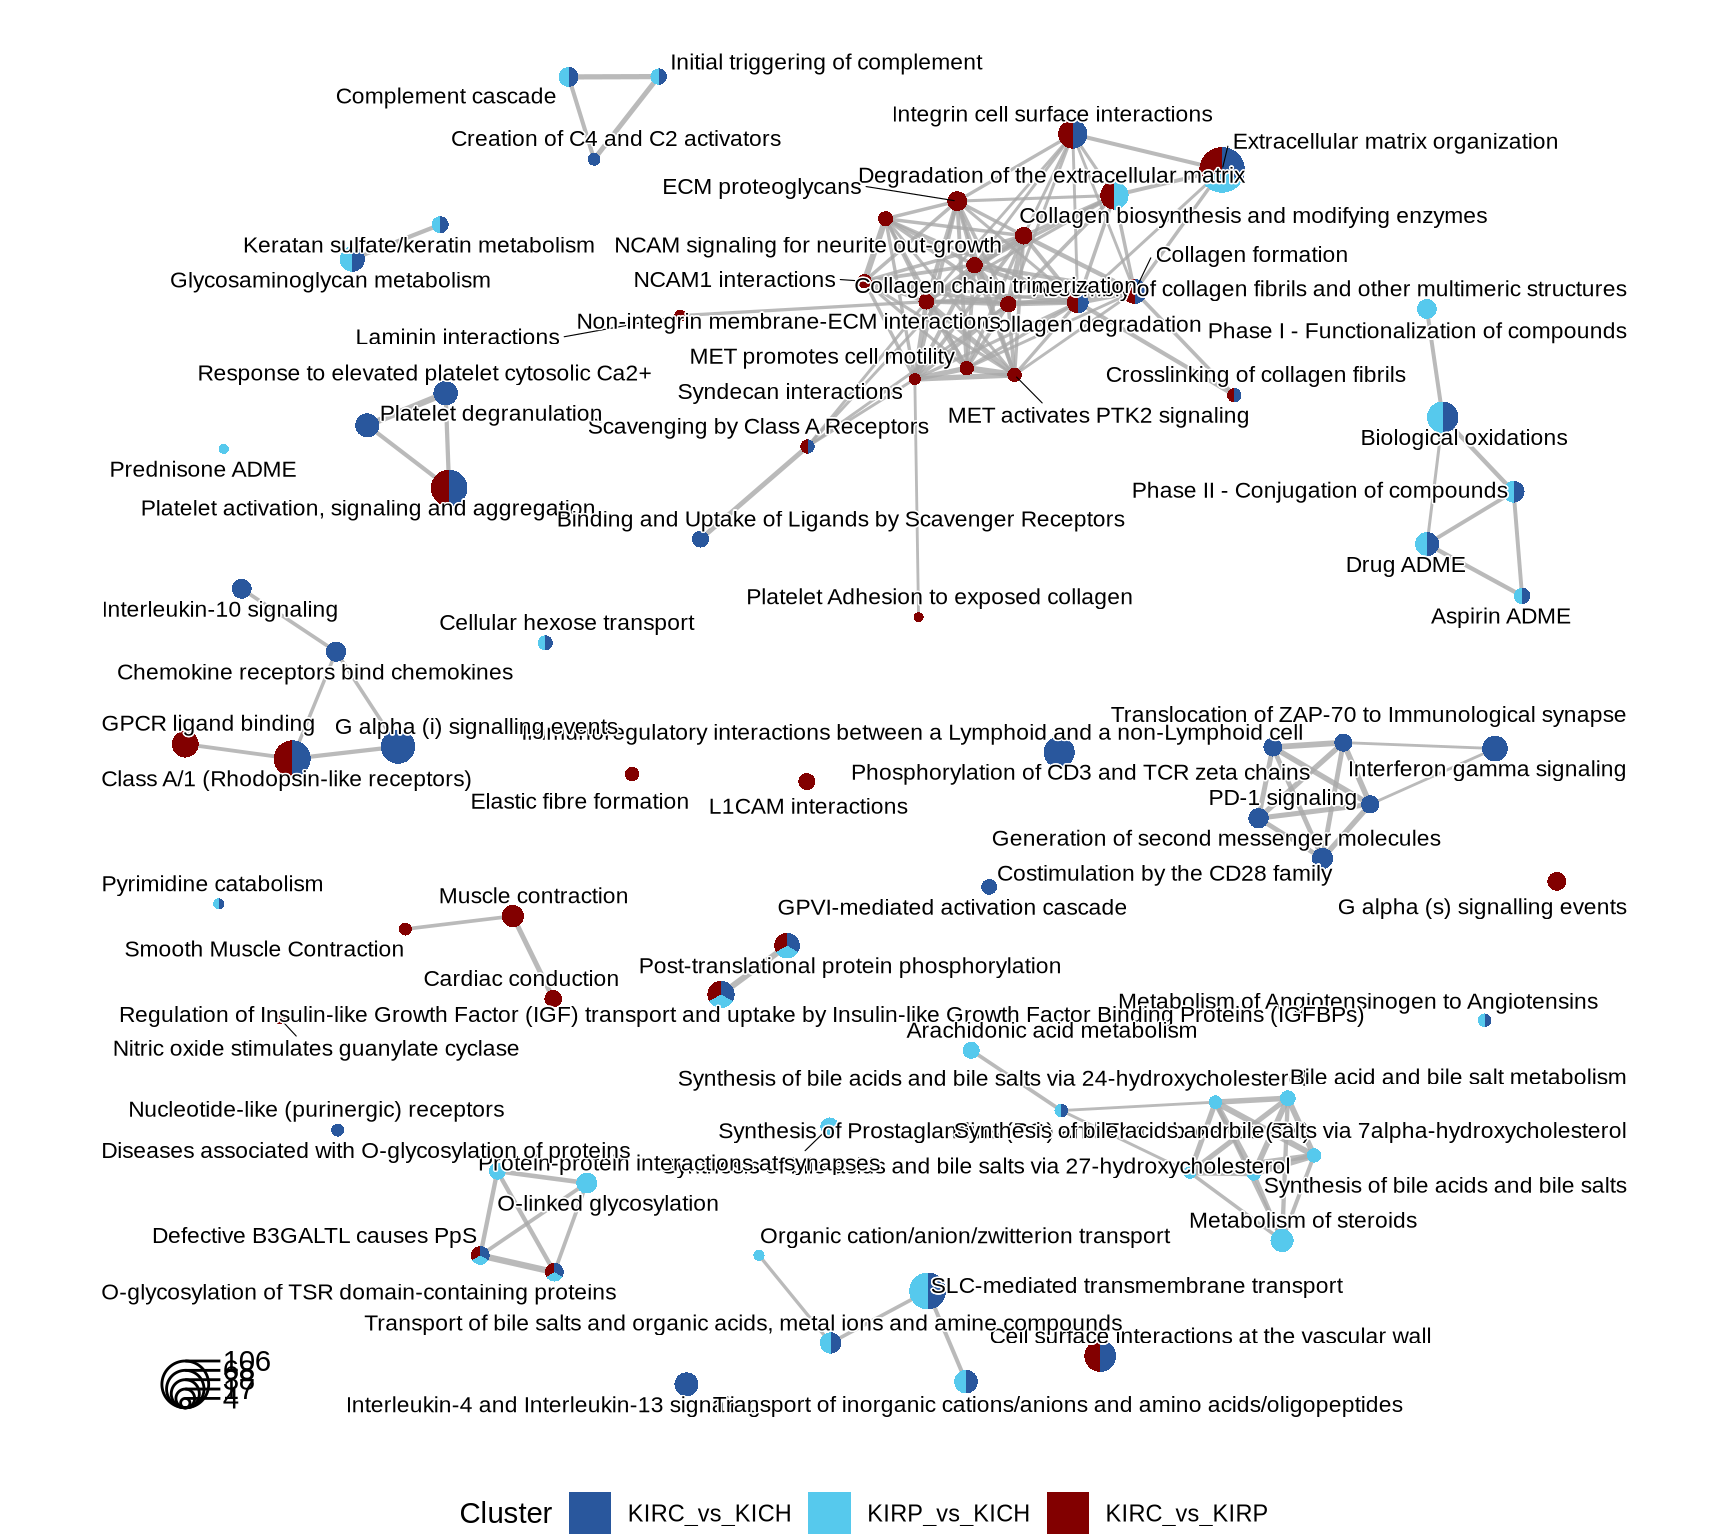 Initial triggering of complement
Complement cascade
Integrin cell surface interactions
Creation of C4 and C2 activators
Extracellular matrix organization
Degradation of the extracellular matrix
ECM proteoglycans
Collagen biosynthesis and modifying enzymes
Keratan sulfate/keratin metabolism
NCAM signaling for neurite out-growth
Collagen formation
Glycosaminoglycan metabolism
NCAM1 interactions
Collagen chain trimerization
of collagen fibrils and other multimeric structures
Non-integrin membrane-ECM interactions
Collagen degradation
Phase I - Functionalization of compounds
Laminin interactions
MET promotes cell motility
Response to elevated platelet cytosolic Ca2+
Crosslinking of collagen fibrils
Syndecan interactions
Platelet degranulation
MET activates PTK2 signaling
Scavenging by Class A Receptors
Biological oxidations
Prednisone ADME
Phase II - Conjugation of compounds
Platelet activation, signaling and aggregation
Binding and Uptake of Ligands by Scavenger Receptors
Drug ADME
Platelet Adhesion to exposed collagen
Interleukin-10 signaling
Aspirin ADME
Cellular hexose transport
Chemokine receptors bind chemokines
Translocation of ZAP-70 to Immunological synapse
GPCR ligand binding
G alpha (i) signalling events
Immunoregulatory interactions between a Lymphoid and a non-Lymphoid cell
Interferon gamma signaling
Phosphorylation of CD3 and TCR zeta chains
Class A/1 (Rhodopsin-like receptors)
PD-1 signaling
Elastic fibre formation
L1CAM interactions
Generation of second messenger molecules
Costimulation by the CD28 family
Pyrimidine catabolism
Muscle contraction
GPVI-mediated activation cascade
G alpha (s) signalling events
Smooth Muscle Contraction
Post-translational protein phosphorylation
Cardiac conduction
Metabolism of Angiotensinogen to Angiotensins
Regulation of Insulin-like Growth Factor (IGF) transport and uptake by Insulin-like Growth Factor Binding Proteins (IGFBPs)
Arachidonic acid metabolism
Nitric oxide stimulates guanylate cyclase
Synthesis of bile acids and bile salts via 24-hydroxycholesterol
Bile acid and bile salt metabolism
Nucleotide-like (purinergic) receptors
Synthesis of
Synthesis of bile acids and bile salts via 7alpha-hydroxycholesterol
Diseases associated with O-glycosylation of proteins
Protein-protein interactions at synapses
and bile salts via 27-hydroxycholesterol
Synthesis of bile acids and bile salts
O-linked glycosylation
Metabolism of steroids
Defective B3GALTL causes PpS
Organic cation/anion/zwitterion transport
O-glycosylation of TSR domain-containing proteins
SLC-mediated transmembrane transport
Transport of bile salts and organic acids, metal ions and amine compounds
Cell surface interactions at the vascular wall
106
4
Interleukin-4 and Interleukin-13 signaling
Transport of inorganic cations/anions and amino acids/oligopeptides
Cluster KIRC_vs_KICH KIRP_vs_KICH KIRC_vs_KIRP